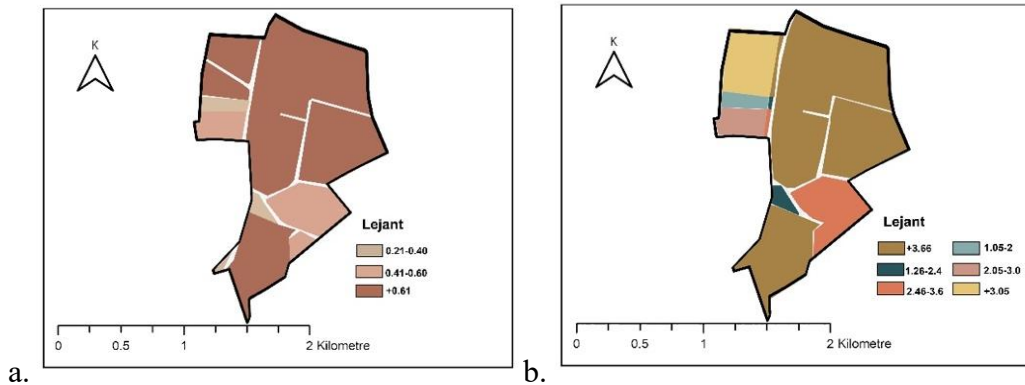 K
Lejant
0.21-0.40
0.41-0.60
+0.61
0 0.5 1 2 Kilometre
a.
K
Lejant
+3.66 1.05-2
1.26-2.4 2.05-3.0
2.46-3.6 +3.05
0 0.5 1 2 Kilometre
b.